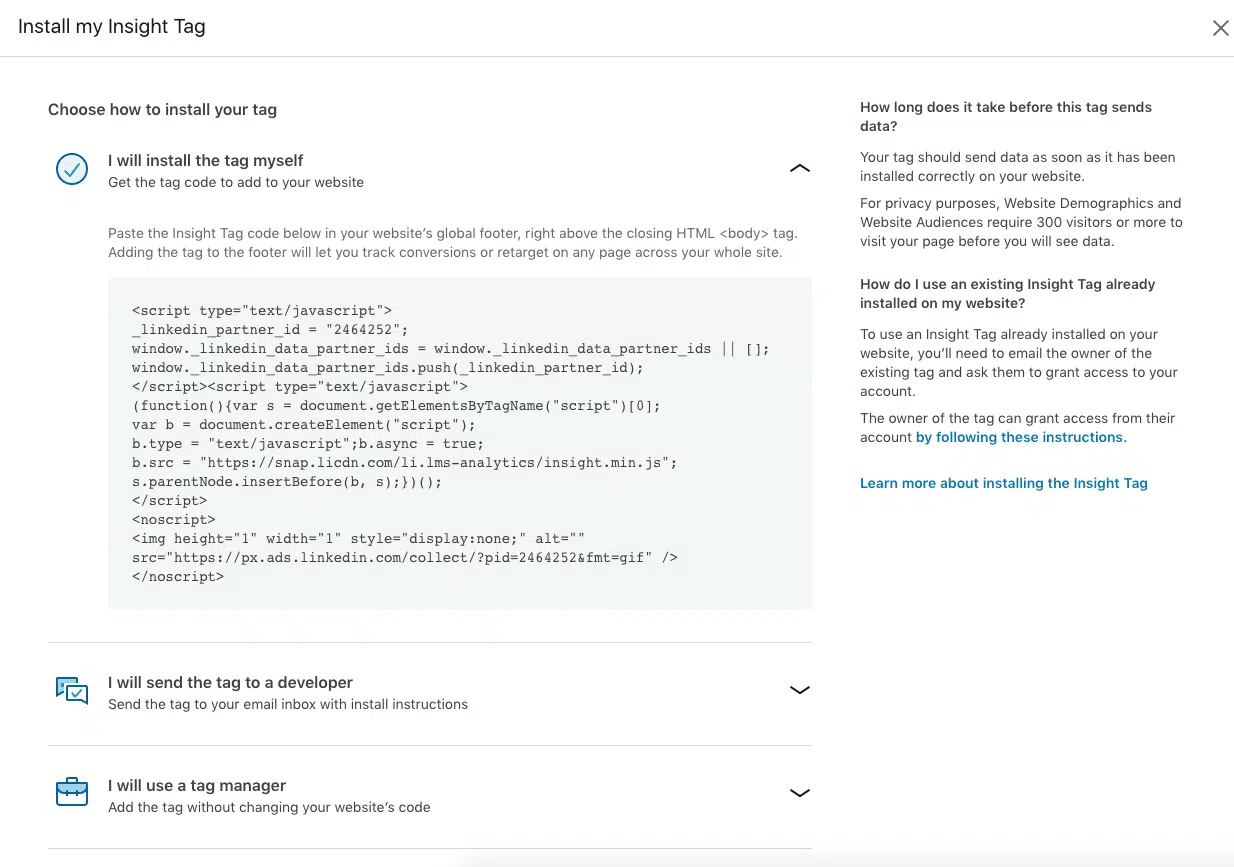 Install my Insight Tag
Choose how to install your tag
I will install the tag myself
Get the tag code to add to your website
Paste the Insight Tag code below in your website’s global footer, right above the closing HTML <body> tag.
Adding the tag to the footer will let you track conversions or retarget on any page across your whole site.
<script type="text/javascript">
_linkedin_partner_id = "2464252";
window._linkedin_data_partner_ids = window._linkedin_data_partner_ids || [];
window._linkedin_data_partner_ids.push(_linkedin_partner_id);
</script><script type="text/javascript">
(function(){var s = document.getElementsByTagName("script")[0];
var b = document.createElement("script");
b.type = "text/javascript";b.async = true;
b.src = "https://snap.licdn.com/li.lms-analytics/insight.min.js";
s.parentNode.insertBefore(b, s);})();
</script>
<noscript>
<img height="1" width="1" style="display:none;" alt=""
src="https://px.ads.linkedin.com/collect/?pid=2464252&fmt=gif" />
</noscript>
I will send the tag to a developer
Send the tag to your email inbox with install instructions
I will use a tag manager
Add the tag without changing your website’s code
How long does it take before this tag sends
data?
Your tag should send data as soon as it has been
installed correctly on your website.
For privacy purposes, Website Demographics and
Website Audiences require 300 visitors or more to
visit your page before you will see data.
How do I use an existing Insight Tag already
installed on my website?
To use an Insight Tag already installed on your
website, you’ll need to email the owner of the
existing tag and ask them to grant access to your
account.
The owner of the tag can grant access from their
account by following these instructions.
Learn more about installing the Insight Tag